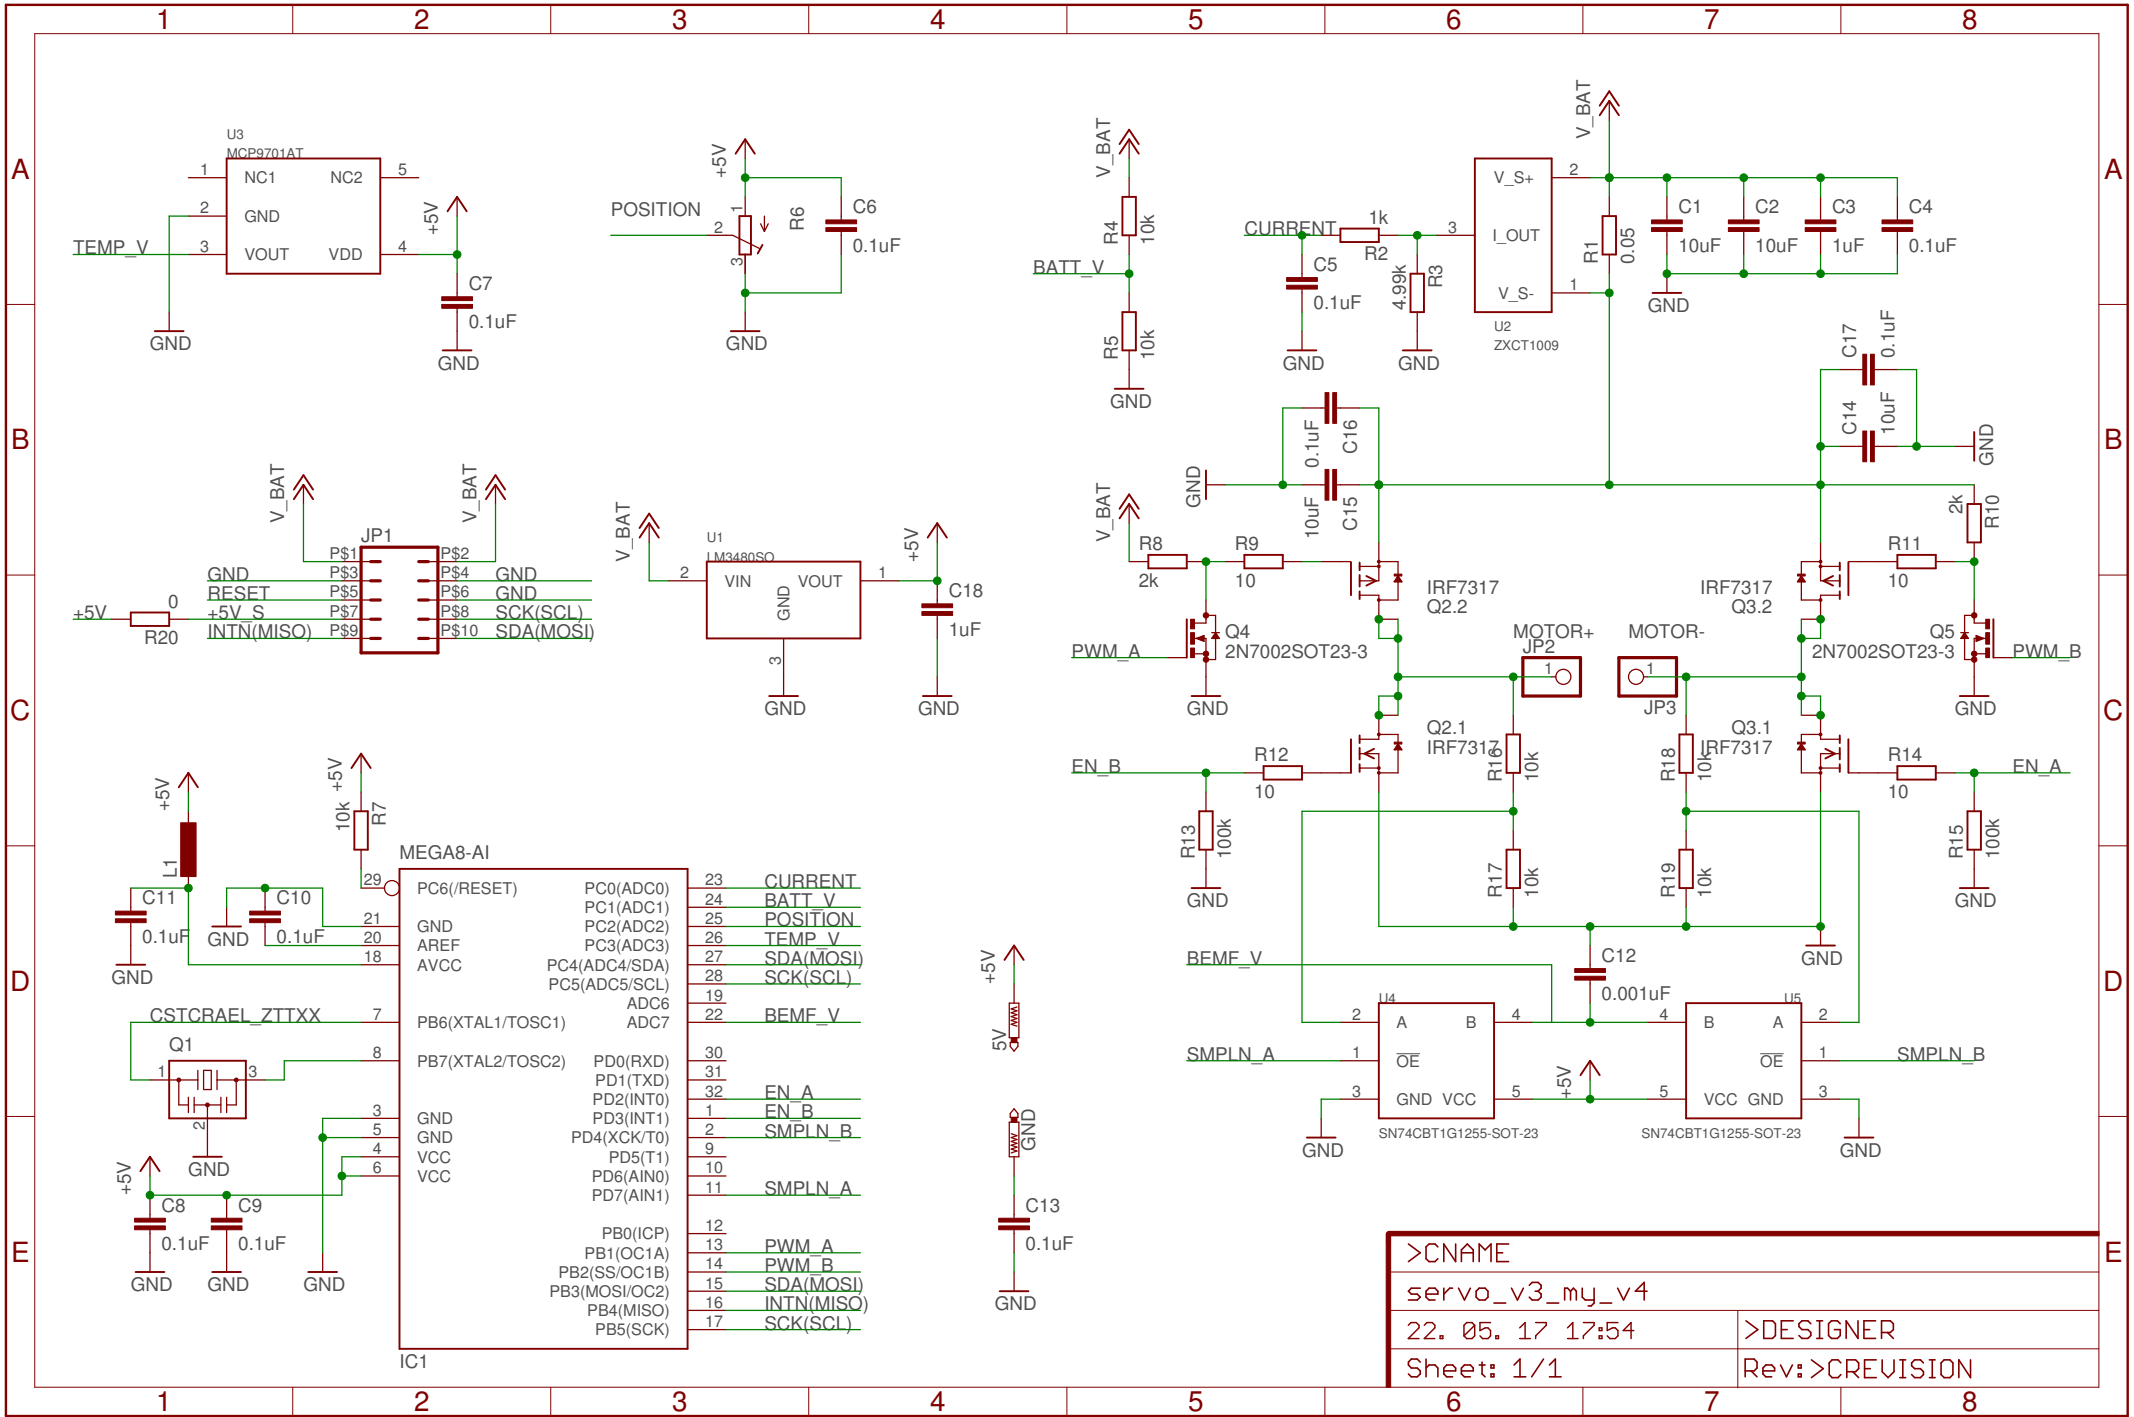 1 2 3 4 5 6 7 8
A
B
C
D
E
A
B
C
D
E
1 2 3 4 5 6 7 8
U3
MCP9701AT
1 NC1 NC2 5
2 GND
TEMP_V 3 VOUT VDD 4
+5V
C7
0.1uF
GND
GND
+5V
POSITION
1
2
3
R6
C6
0.1uF
GND
V_BAT
R4
10k
BATT_V
R5
10k
GND
V_BAT
CURRENT
1k
R2
C5
0.1uF
GND
4.99k
R3
GND
3 I_OUT
V_S+ 2
V_S- 1
U2
ZXCT1009
R1
0.05
C1
10uF
C2
10uF
C3
1uF
C4
0.1uF
GND
C17
0.1uF
C14
10uF
GND
0.1uF
C16
10uF
C15
GND
V_BAT
V_BAT
JP1
P$1 P$2
GND P$3 P$4 GND
RESET P$5 P$6 GND
+5V 0 R20 +5V_S P$7 P$8 SCK(SCL)
INTN(MISO) P$9 P$10 SDA(MOSI)
V_BAT
U1
LM3480SO
2 VIN VOUT 1
GND
3
GND
+5V
C18
1uF
GND
V_BAT
R8
2k
R9
10
IRF7317
Q2.2
Q4
2N7002SOT23-3
PWM_A
GND
2k
R10
R11
10
IRF7317
Q3.2
Q5
2N7002SOT23-3
PWM_B
GND
MOTOR+
JP2
1
MOTOR-
1
JP3
EN_B
R12
10
R13
100k
GND
Q2.1
IRF7317
R16
10k
R17
10k
Q3.1
IRF7317
R18
10k
R19
10k
R14
10
EN_A
R15
100k
GND
GND
BEMF_V
C12
0.001uF
U4
2 A B 4
SMPLN_A 1 OE
3 GND VCC 5
SN74CBT1G1255-SOT-23
GND
+5V
U5
4 B A 2
OE 1 SMPLN_B
5 VCC GND 3
SN74CBT1G1255-SOT-23
GND
+5V
L1
C11
0.1uF
GND
+5V
10k
R7
GND
C10
0.1uF
MEGA8-AI
29 PC6(/RESET)
21 GND
20 AREF
18 AVCC
CSTCRAEL_ZTTXX 7 PB6(XTAL1/TOSC1)
8 PB7(XTAL2/TOSC2)
Q1
1 3
2
GND
3 GND
5 GND
4 VCC
6 VCC
+5V
C8
0.1uF
C9
0.1uF
GND
GND
GND
PC0(ADC0) 23 CURRENT
PC1(ADC1) 24 BATT_V
PC2(ADC2) 25 POSITION
PC3(ADC3) 26 TEMP_V
PC4(ADC4/SDA) 27 SDA(MOSI)
PC5(ADC5/SCL) 28 SCK(SCL)
ADC6 19
ADC7 22 BEMF_V
PD0(RXD) 30
PD1(TXD) 31
PD2(INT0) 32 EN_A
PD3(INT1) 1 EN_B
PD4(XCK/T0) 2 SMPLN_B
PD5(T1) 9
PD6(AIN0) 10
PD7(AIN1) 11 SMPLN_A
PB0(ICP) 12
PB1(OC1A) 13 PWM_A
PB2(SS/OC1B) 14 PWM_B
PB3(MOSI/OC2) 15 SDA(MOSI)
PB4(MISO) 16 INTN(MISO)
PB5(SCK) 17 SCK(SCL)
IC1
+5V
5V
GND
C13
0.1uF
GND
>CNAME
servo_v3_my_v4
22. 05. 17 17:54 >DESIGNER
Sheet: 1/1 Rev:>CREVISION